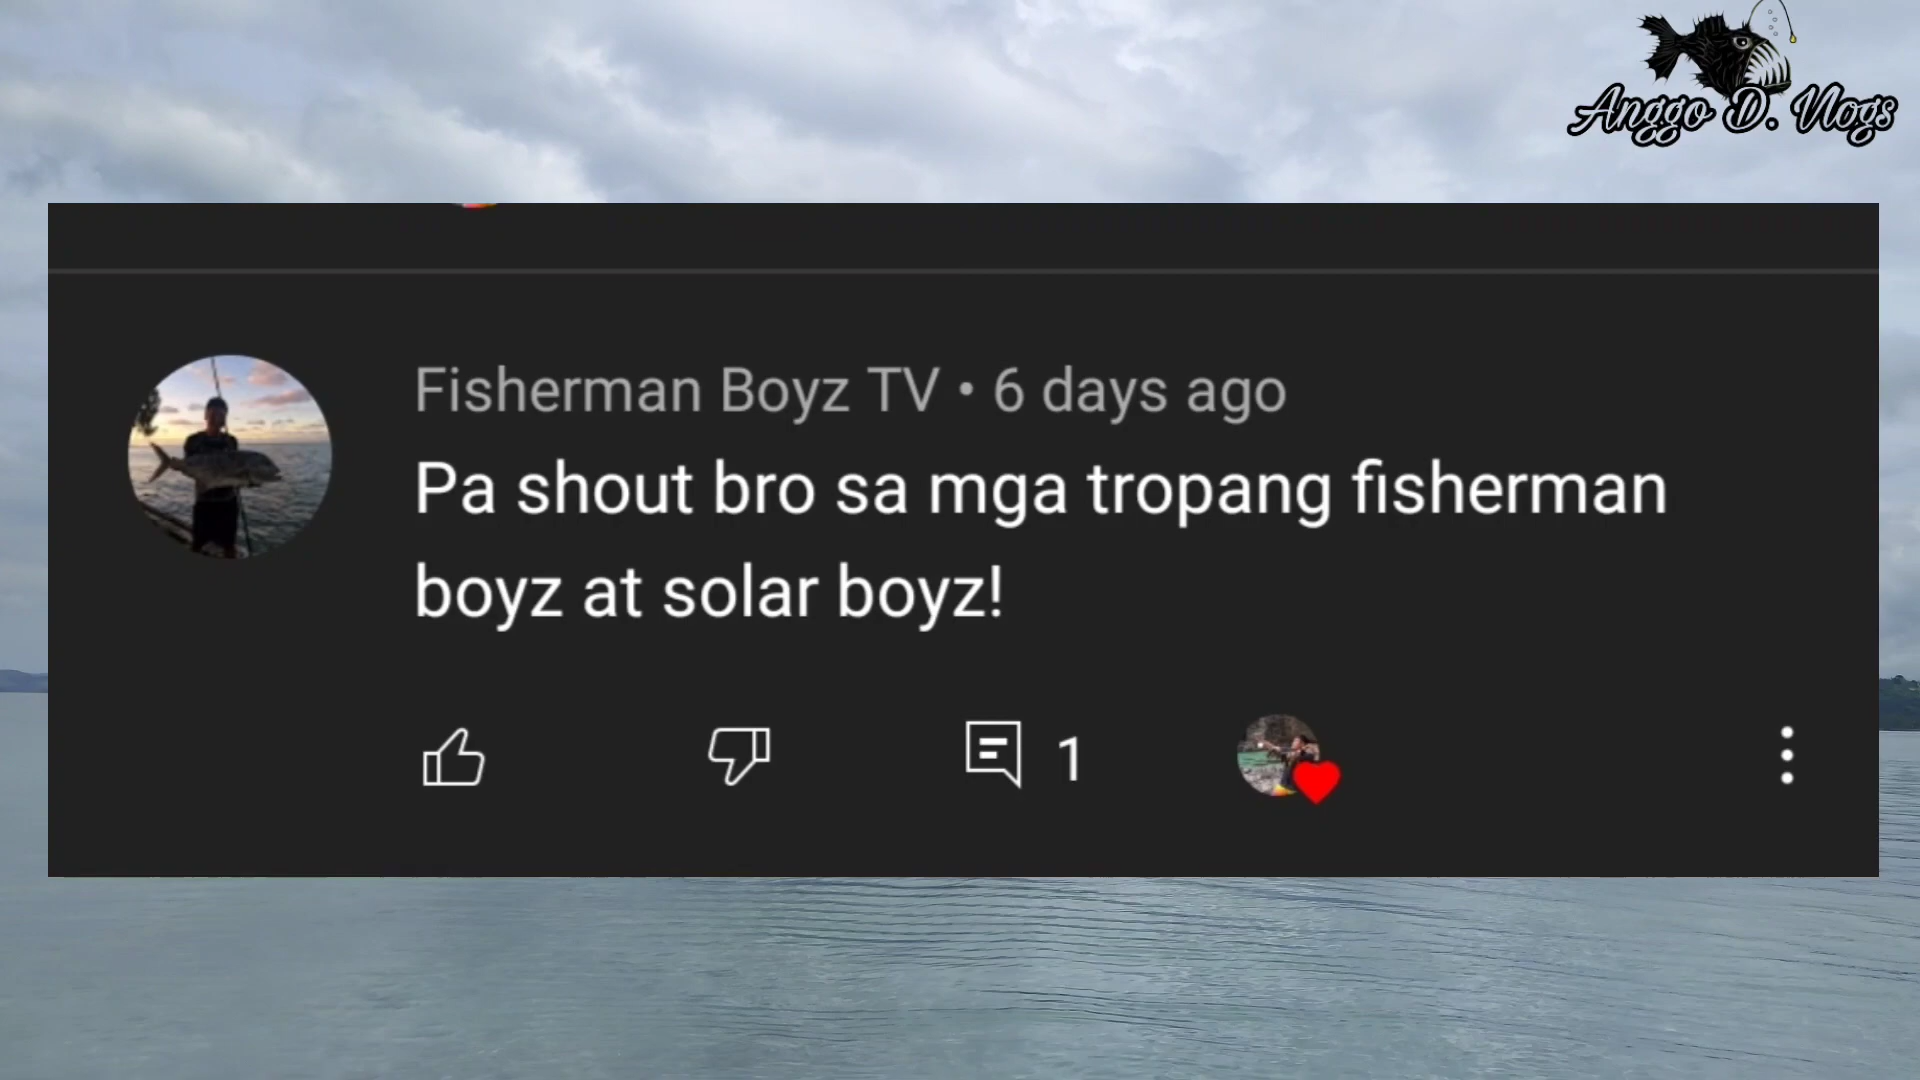 Anggo D. Vlogs
Fisherman Boyz TV • 6 days ago
Pa shout bro sa mga tropang fisherman
boyz at solar boyz!
1